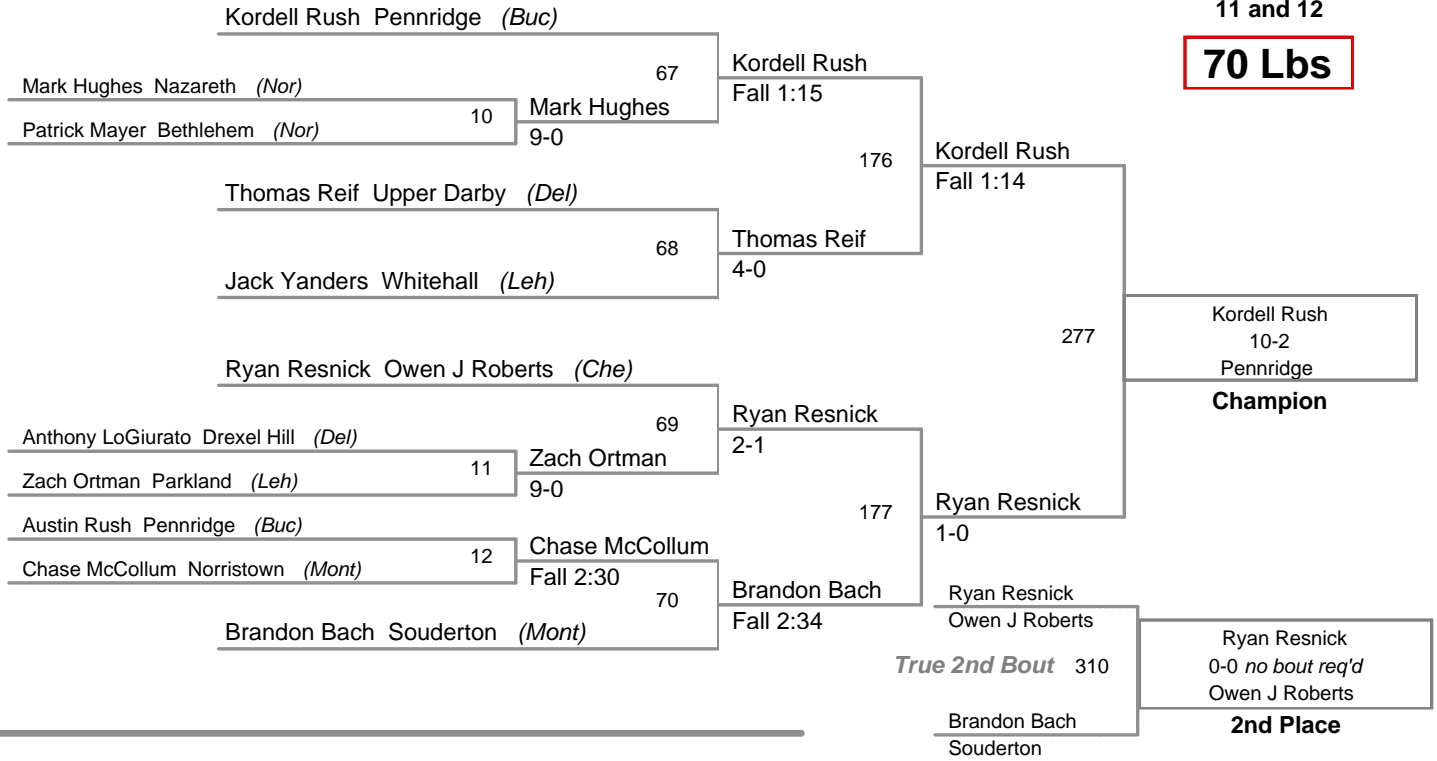 11 and 12
70 Lbs
Kordell Rush Pennridge (Buc)
67
Kordell Rush
Fall 1:15
Mark Hughes Nazareth (Nor)
10
Mark Hughes
9-0
Patrick Mayer Bethlehem (Nor)
176
Kordell Rush
Fall 1:14
Thomas Reif Upper Darby (Del)
68
Thomas Reif
4-0
Jack Yanders Whitehall (Leh)
277
Kordell Rush
10-2
Pennridge
Champion
Ryan Resnick Owen J Roberts (Che)
69
Ryan Resnick
2-1
Anthony LoGiurato Drexel Hill (Del)
11
Zach Ortman
9-0
Zach Ortman Parkland (Leh)
177
Ryan Resnick
1-0
Austin Rush Pennridge (Buc)
12
Chase McCollum
Fall 2:30
Chase McCollum Norristown (Mont)
70
Brandon Bach
Fall 2:34
Brandon Bach Souderton (Mont)
Ryan Resnick
Owen J Roberts
True 2nd Bout 310
Brandon Bach
Souderton
Ryan Resnick
0-0 no bout req'd
Owen J Roberts
2nd Place